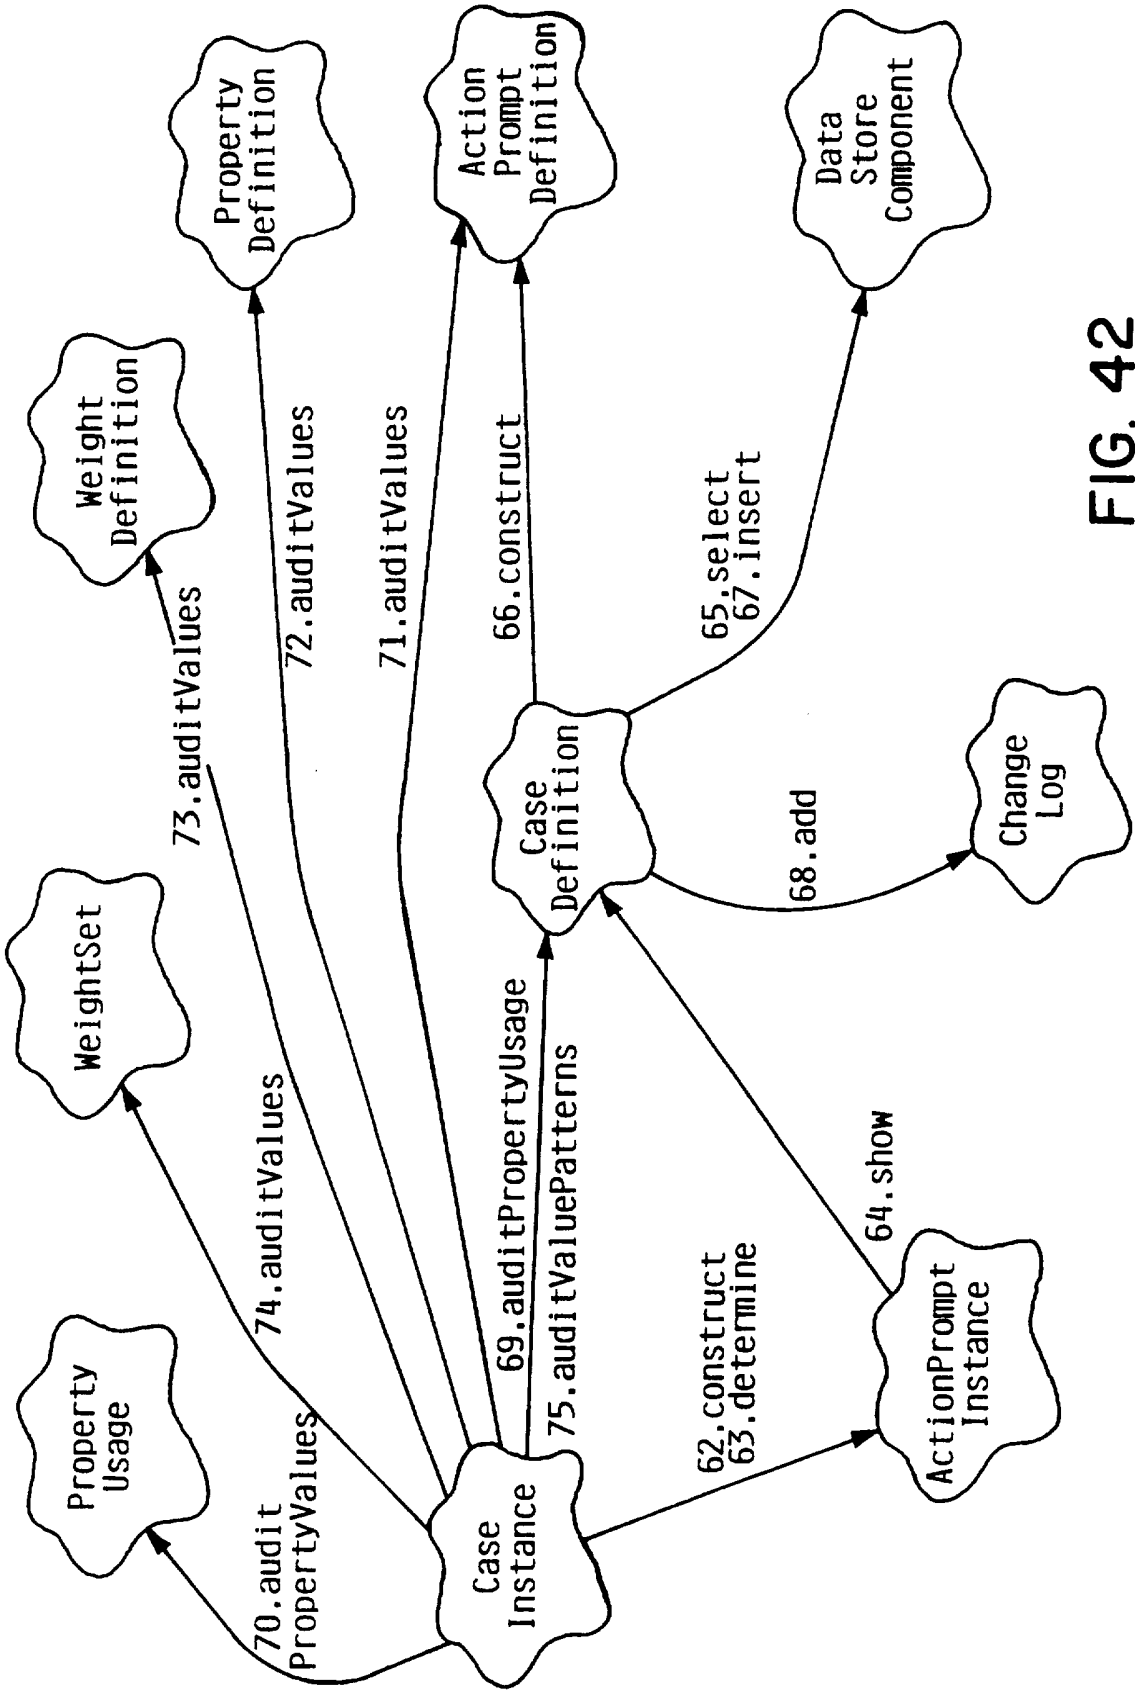 Property
Usage
WeightSet
Weight
Definition
Property
Definition
70.audit
PropertyValues
74.auditValues
73.auditValues
72.auditValues
71.auditValues
Action
Prompt
Definition
Case
Instance
69.auditPropertyUsage
75.auditValuePatterns
Case
Definition
66.construct
65.select
67.insert
Data
Store
Component
62.construct
63.determine
64.show
68.add
ActionPrompt
Instance
Change
Log
FIG. 42